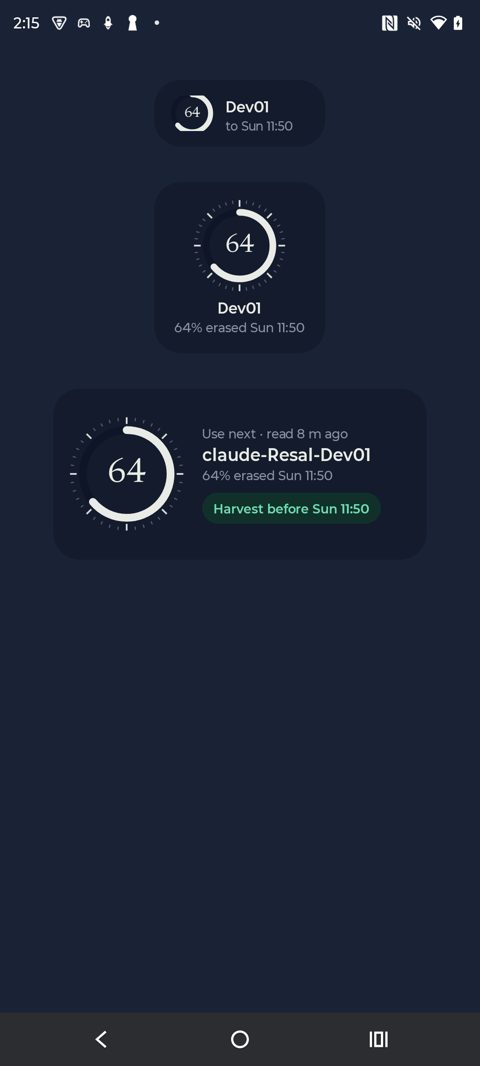 2:15
64
Dev01
to Sun 11:50
64
Dev01
64% erased Sun 11:50
64
Use next · read 8 m ago
claude-Resal-Dev01
64% erased Sun 11:50
Harvest before Sun 11:50